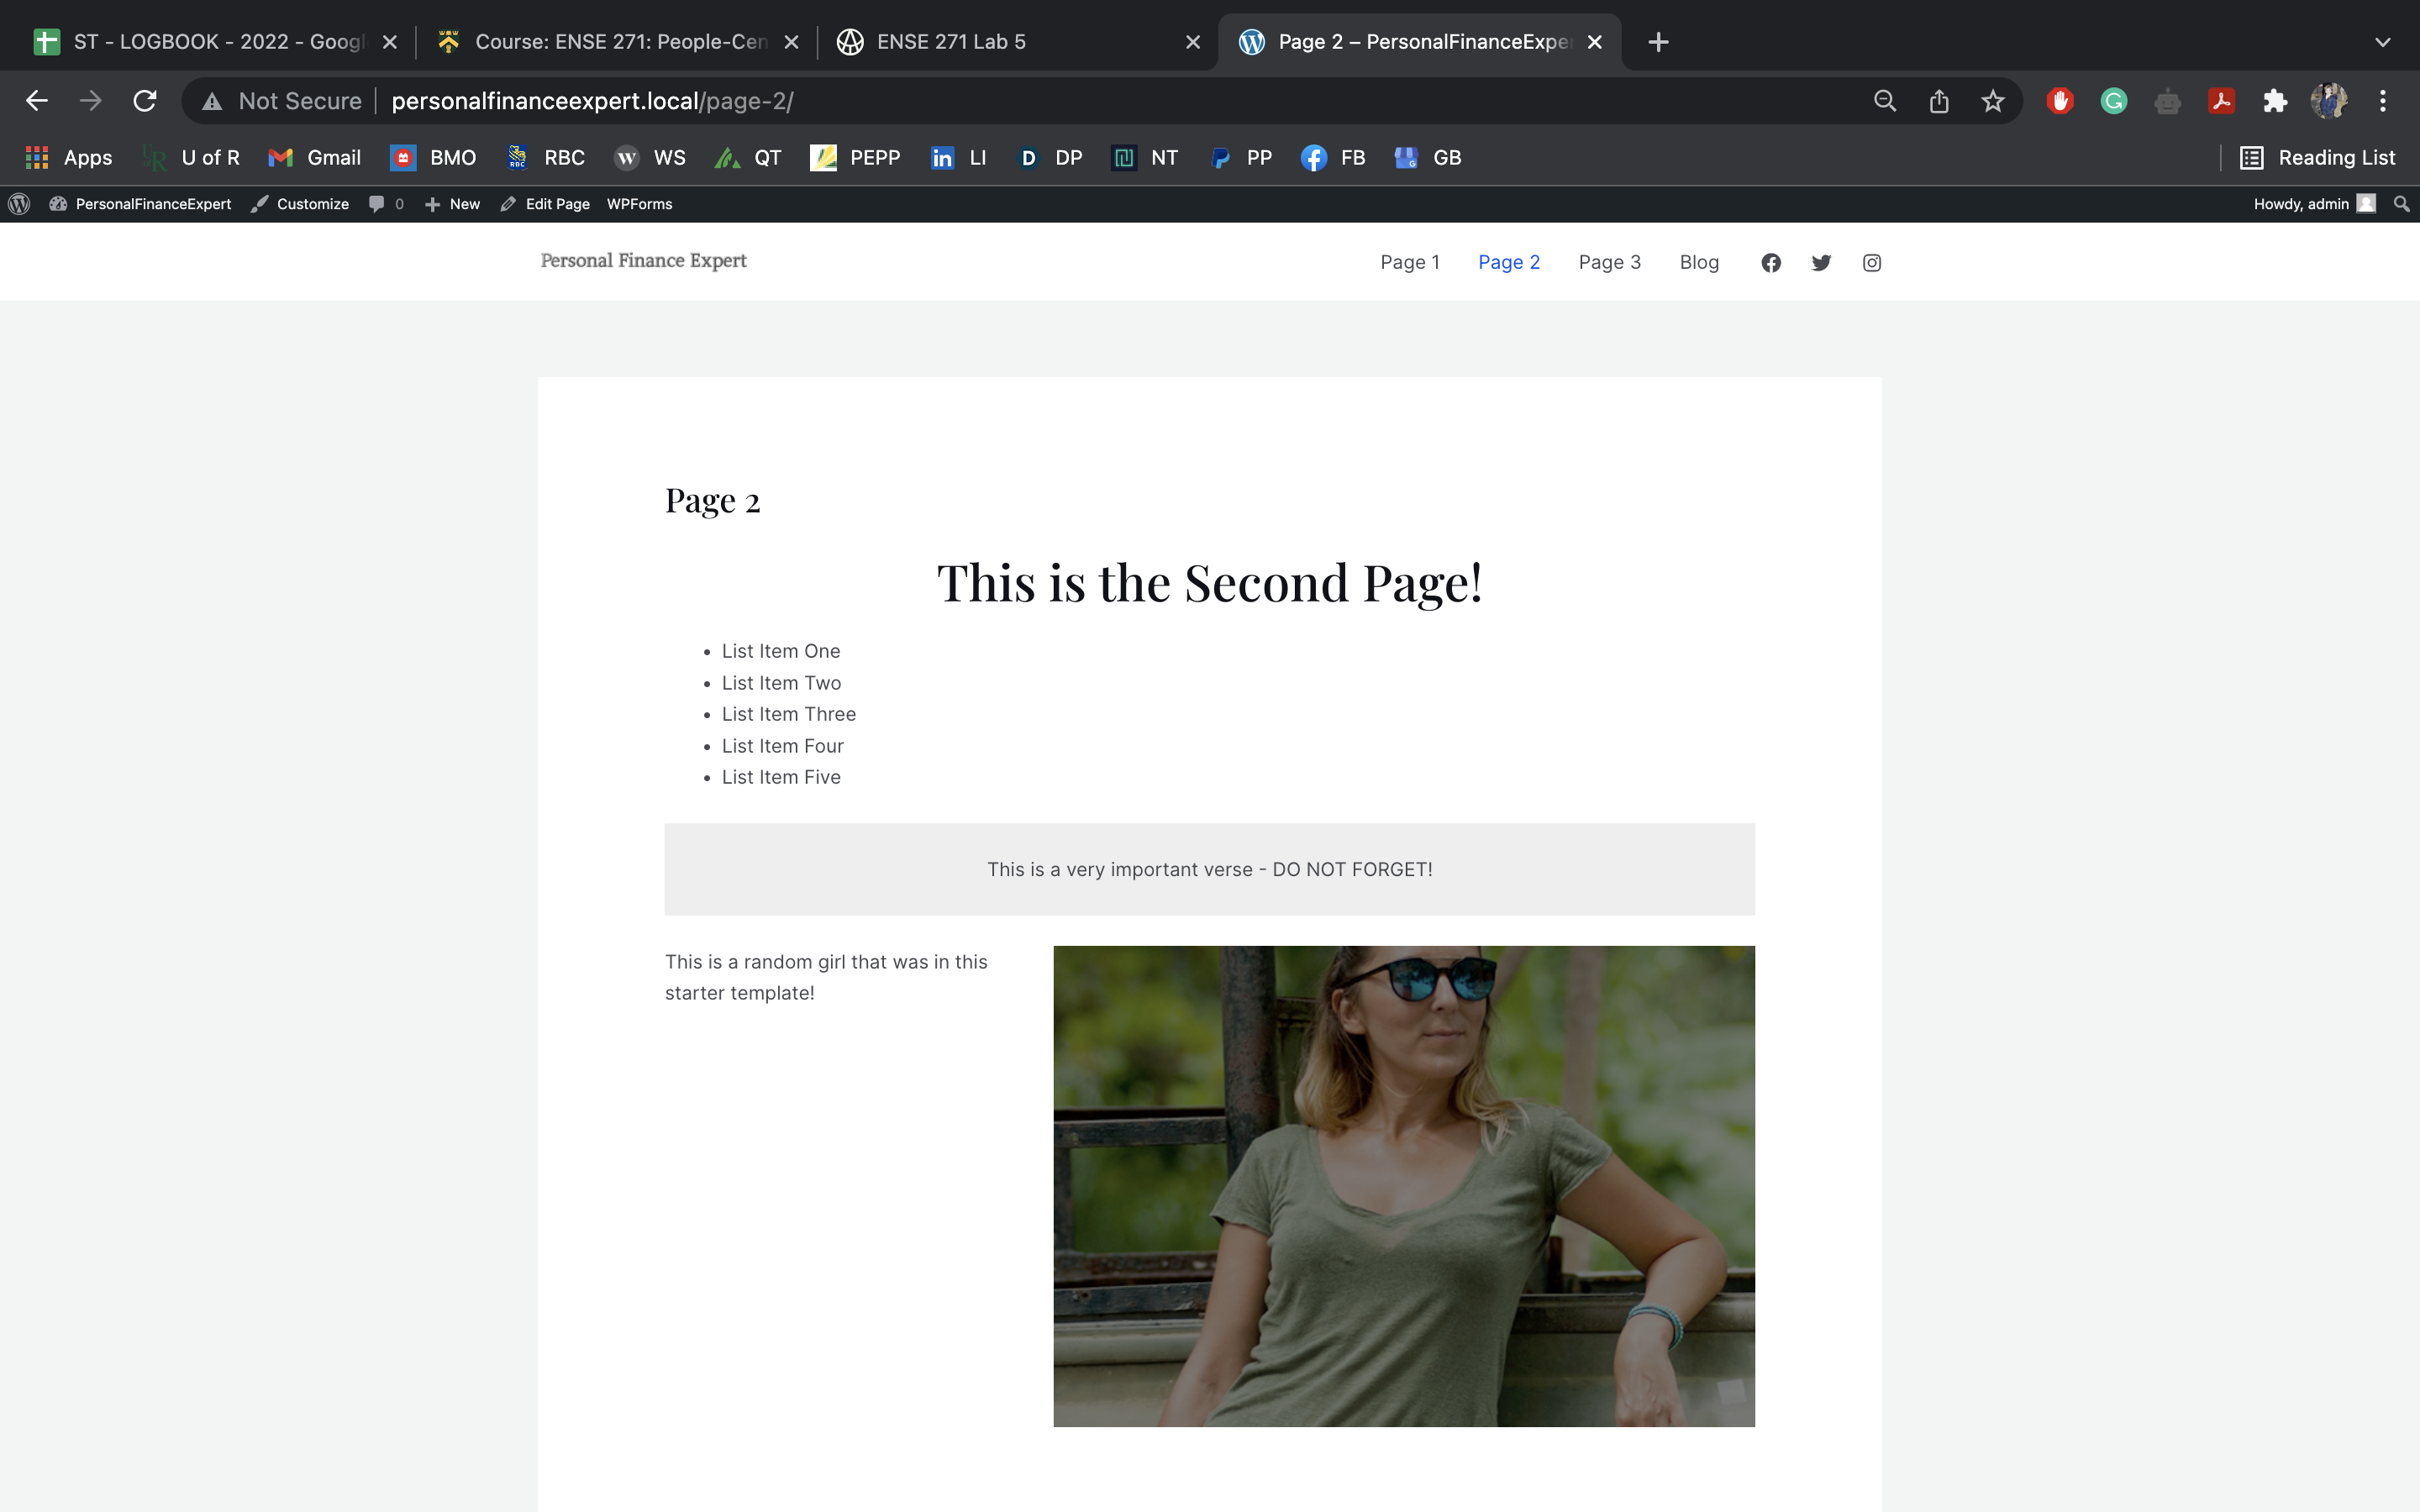 ST - LOGBOOK - 2022 - Googl
Course: ENSE 271: People-Cen
ENSE 271 Lab 5
Page 2 – PersonalFinanceExpe
Not Secure personalfinanceexpert.local/page-2/
Apps U of R Gmail BMO RBC WS QT PEPP LI DP NT PP FB GB Reading List
PersonalFinanceExpert Customize 0 New Edit Page WPForms Howdy, admin
Personal Finance Expert Page 1 Page 2 Page 3 Blog
Page 2
This is the Second Page!
• List Item One
• List Item Two
• List Item Three
• List Item Four
• List Item Five
This is a very important verse - DO NOT FORGET!
This is a random girl that was in this
starter template!